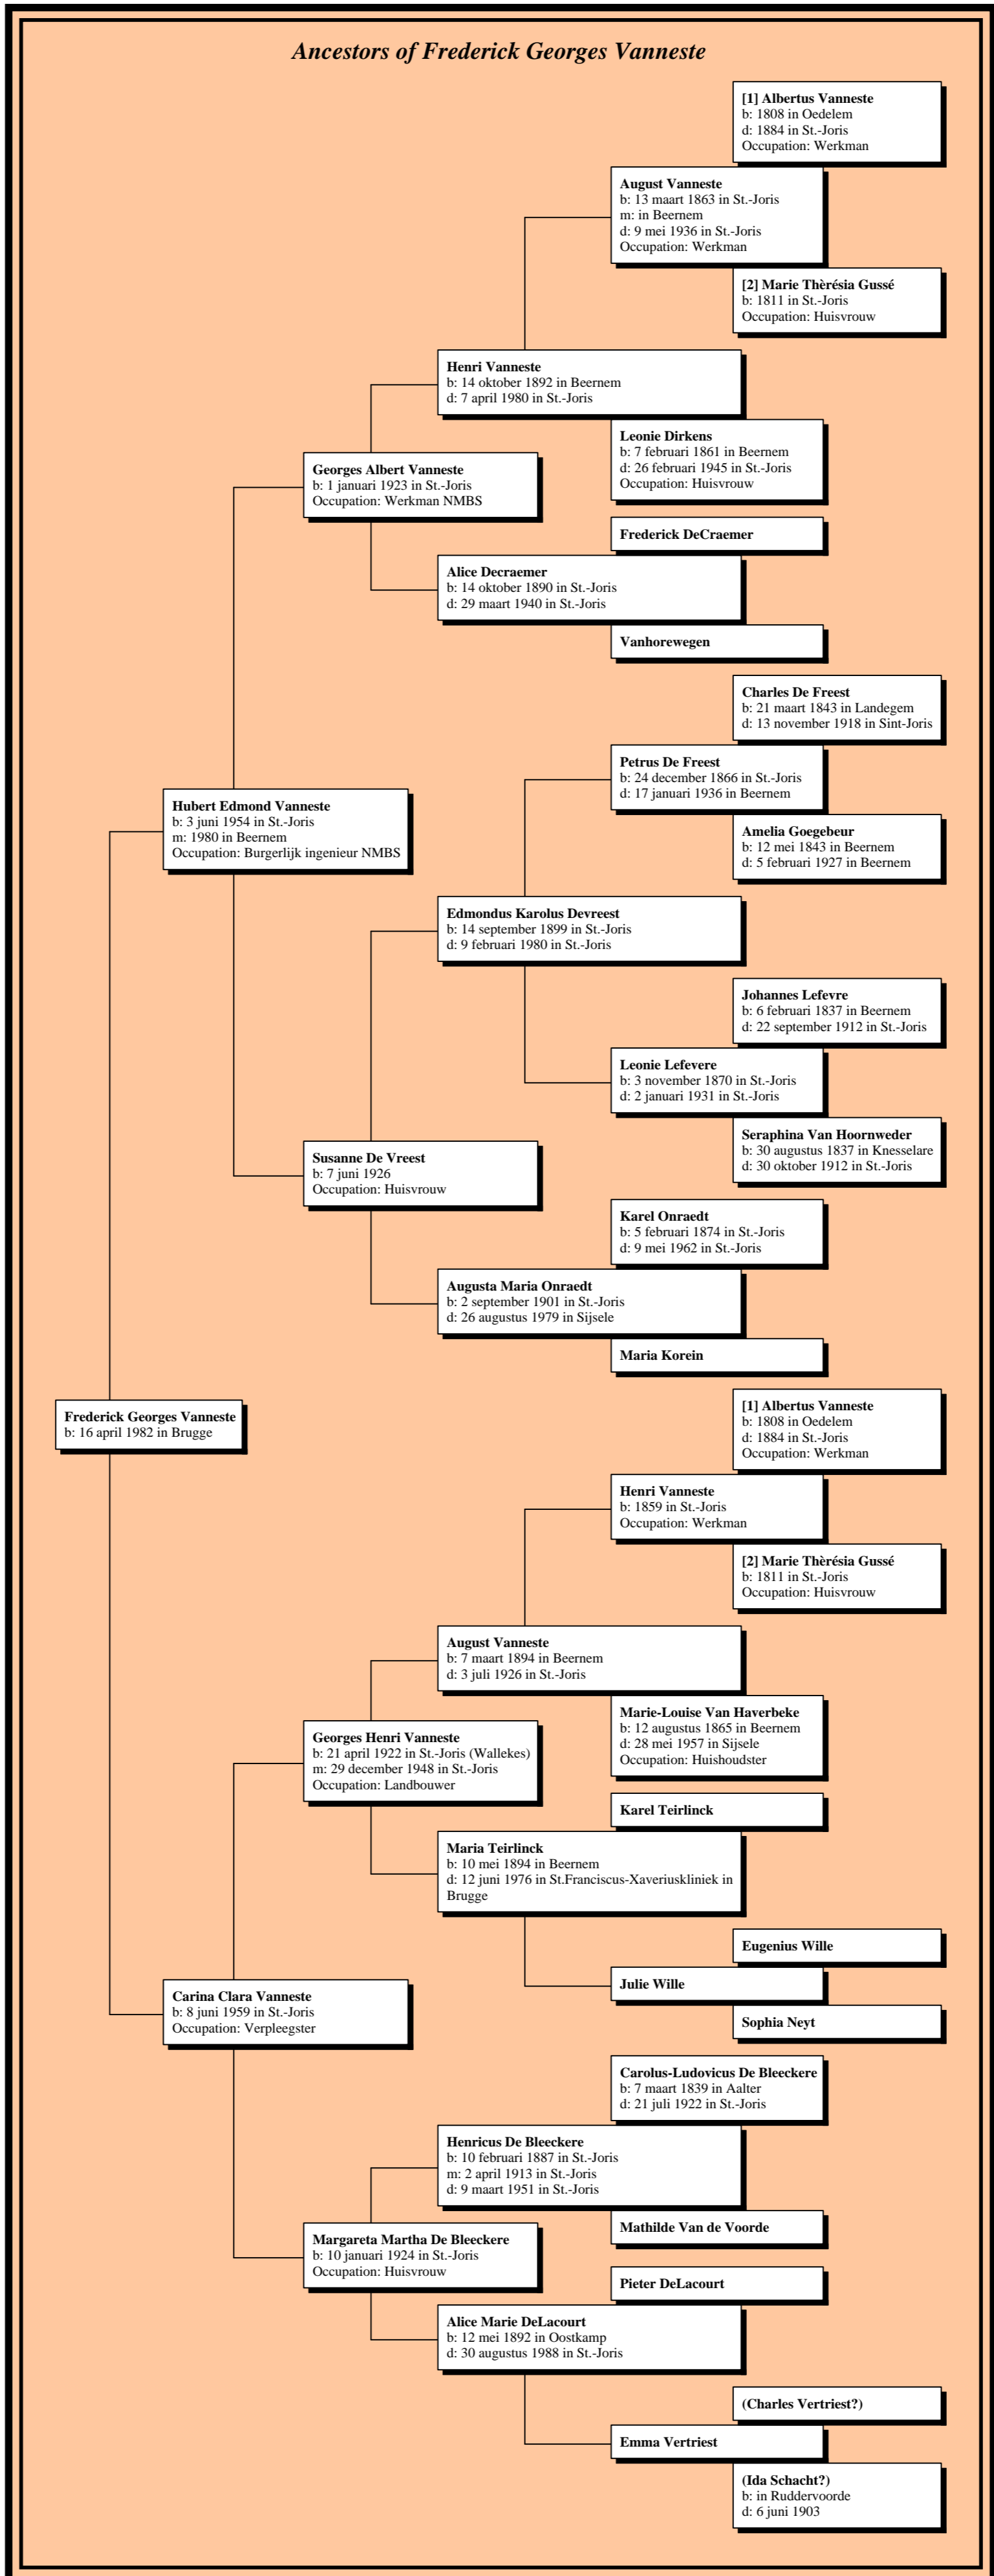 Ancestors of Frederick Georges Vanneste
[1] Albertus Vanneste
b: 1808 in Oedelem
d: 1884 in St.-Joris
Occupation: Werkman
August Vanneste
b: 13 maart 1863 in St.-Joris
m: in Beernem
d: 9 mei 1936 in St.-Joris
Occupation: Werkman
[2] Marie Thèrésia Gussé
b: 1811 in St.-Joris
Occupation: Huisvrouw
Henri Vanneste
b: 14 oktober 1892 in Beernem
d: 7 april 1980 in St.-Joris
Leonie Dirkens
b: 7 februari 1861 in Beernem
d: 26 februari 1945 in St.-Joris
Occupation: Huisvrouw
Georges Albert Vanneste
b: 1 januari 1923 in St.-Joris
Occupation: Werkman NMBS
Frederick DeCraemer
Alice Decraemer
b: 14 oktober 1890 in St.-Joris
d: 29 maart 1940 in St.-Joris
Vanhorewegen
Charles De Freest
b: 21 maart 1843 in Landegem
d: 13 november 1918 in Sint-Joris
Petrus De Freest
b: 24 december 1866 in St.-Joris
d: 17 januari 1936 in Beernem
Hubert Edmond Vanneste
b: 3 juni 1954 in St.-Joris
m: 1980 in Beernem
Occupation: Burgerlijk ingenieur NMBS
Amelia Goegebeur
b: 12 mei 1843 in Beernem
d: 5 februari 1927 in Beernem
Edmondus Karolus Devreest
b: 14 september 1899 in St.-Joris
d: 9 februari 1980 in St.-Joris
Johannes Lefevre
b: 6 februari 1837 in Beernem
d: 22 september 1912 in St.-Joris
Leonie Lefevere
b: 3 november 1870 in St.-Joris
d: 2 januari 1931 in St.-Joris
Seraphina Van Hoornweder
b: 30 augustus 1837 in Knesselare
d: 30 oktober 1912 in St.-Joris
Susanne De Vreest
b: 7 juni 1926
Occupation: Huisvrouw
Karel Onraedt
b: 5 februari 1874 in St.-Joris
d: 9 mei 1962 in St.-Joris
Augusta Maria Onraedt
b: 2 september 1901 in St.-Joris
d: 26 augustus 1979 in Sijsele
Maria Korein
[1] Albertus Vanneste
b: 1808 in Oedelem
d: 1884 in St.-Joris
Occupation: Werkman
Frederick Georges Vanneste
b: 16 april 1982 in Brugge
Henri Vanneste
b: 1859 in St.-Joris
Occupation: Werkman
[2] Marie Thèrésia Gussé
b: 1811 in St.-Joris
Occupation: Huisvrouw
August Vanneste
b: 7 maart 1894 in Beernem
d: 3 juli 1926 in St.-Joris
Marie-Louise Van Haverbeke
b: 12 augustus 1865 in Beernem
d: 28 mei 1957 in Sijsele
Occupation: Huishoudster
Georges Henri Vanneste
b: 21 april 1922 in St.-Joris (Wallekes)
m: 29 december 1948 in St.-Joris
Occupation: Landbouwer
Karel Teirlinck
Maria Teirlinck
b: 10 mei 1894 in Beernem
d: 12 juni 1976 in St.Franciscus-Xaveriuskliniek in
Brugge
Eugenius Wille
Julie Wille
Sophia Neyt
Carina Clara Vanneste
b: 8 juni 1959 in St.-Joris
Occupation: Verpleegster
Carolus-Ludovicus De Bleeckere
b: 7 maart 1839 in Aalter
d: 21 juli 1922 in St.-Joris
Henricus De Bleeckere
b: 10 februari 1887 in St.-Joris
m: 2 april 1913 in St.-Joris
d: 9 maart 1951 in St.-Joris
Mathilde Van de Voorde
Margareta Martha De Bleeckere
b: 10 januari 1924 in St.-Joris
Occupation: Huisvrouw
Pieter DeLacourt
Alice Marie DeLacourt
b: 12 mei 1892 in Oostkamp
d: 30 augustus 1988 in St.-Joris
(Charles Vertriest?)
Emma Vertriest
(Ida Schacht?)
b: in Ruddervoorde
d: 6 juni 1903